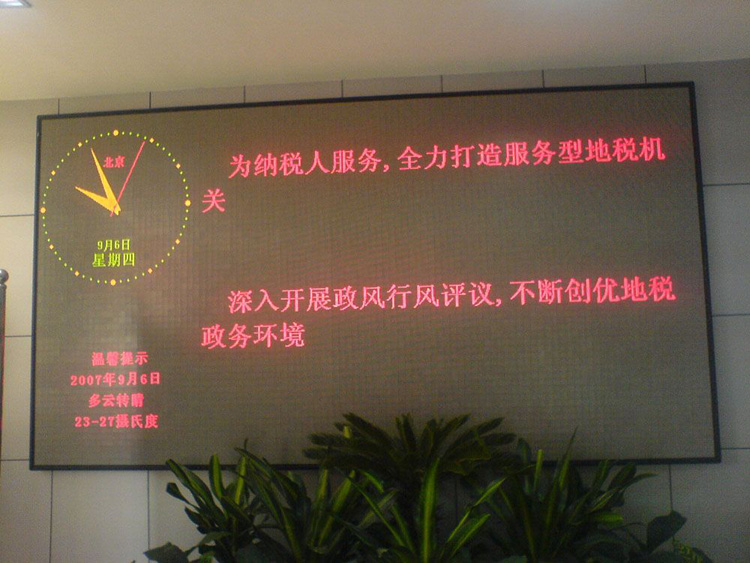 北京
9月6日
星期四
温馨提示
2007年9月6日
多云转晴
23-27摄氏度
为纳税人服务,全力打造服务型地税机
关
深入开展政风行风评议,不断创优地税
政务环境